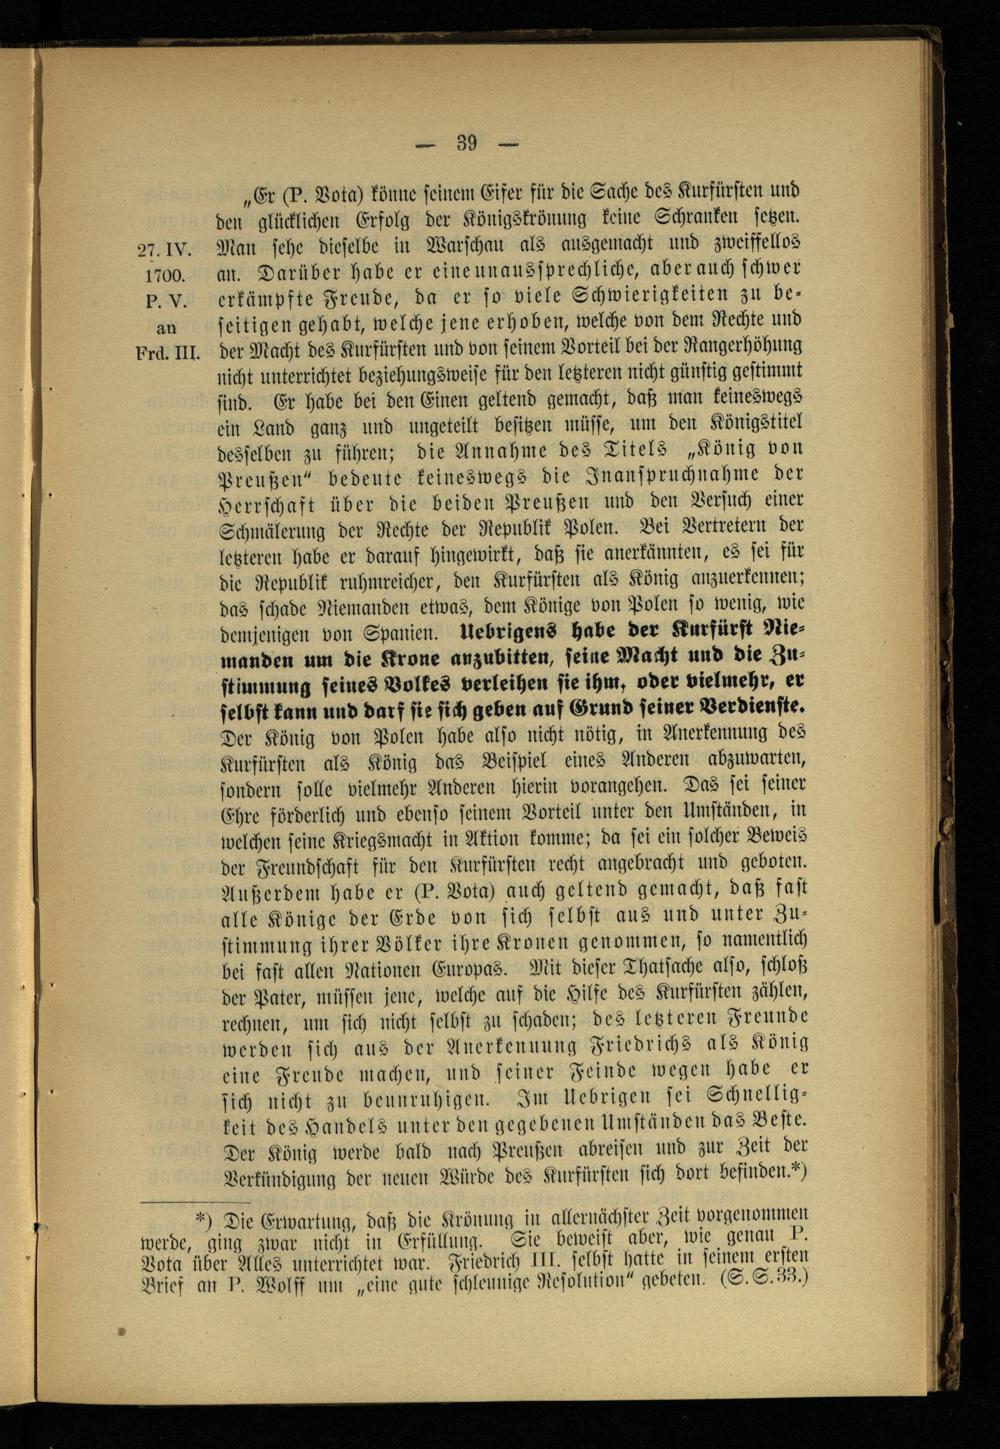 — 39 —
„Er (P. Vota) könne seinem Eifer für die Sache des Kurfürsten und
den glücklichen Erfolg der Königskrönung keine Schranken setzen.
27. IV. Man sehe dieselbe in Warschau als ausgemacht und zweiffellos
1700. an. Darüber habe er eine unaussprechliche, aber auch schwer
P. V. erkämpfte Freude, da er so viele Schwierigkeiten zu be-
an seitigen gehabt, welche jene erhoben, welche von dem Rechte und
Frd. III. der Macht des Kurfürsten und von seinem Vorteil bei der Rangerhöhung
nicht unterrichtet beziehungsweise für den letzteren nicht günstig gestimmt
sind. Er habe bei den Einen geltend gemacht, daß man keineswegs
ein Land ganz und ungeteilt besitzen müsse, um den Königstitel
desselben zu führen; die Annahme des Titels „König von
Preußen“ bedeute keineswegs die Inanspruchnahme der
Herrschaft über die beiden Preußen und den Versuch einer
Schmälerung der Rechte der Republik Polen. Bei Vertretern der
letzteren habe er darauf hingewirkt, daß sie anerkännten, es sei für
die Republik ruhmreicher, den Kurfürsten als König anzuerkennen;
das schade Niemanden etwas, dem Könige von Polen so wenig, wie
demjenigen von Spanien. Uebrigens habe der Kurfürst Nie-
manden um die Krone anzubitten, seine Macht und die Zu-
stimmung seines Volkes verleihen sie ihm, oder vielmehr, er
selbst kann und darf sie sich geben auf Grund seiner Verdienste.
Der König von Polen habe also nicht nötig, in Anerkennung des
Kurfürsten als König das Beispiel eines Anderen abzuwarten,
sondern solle vielmehr Anderen hierin vorangehen. Das sei seiner
Ehre förderlich und ebenso seinem Vorteil unter den Umständen, in
welchen seine Kriegsmacht in Aktion komme; da sei ein solcher Beweis
der Freundschaft für den Kurfürsten recht angebracht und geboten.
Außerdem habe er (P. Vota) auch geltend gemacht, daß fast
alle Könige der Erde von sich selbst aus und unter Zu-
stimmung ihrer Völker ihre Kronen genommen, so namentlich
bei fast allen Nationen Europas. Mit dieser Thatsache also, schloß
der Pater, müssen jene, welche auf die Hilfe des Kurfürsten zählen,
rechnen, um sich nicht selbst zu schaden; des letzteren Freunde
werden sich aus der Anerkennung Friedrichs als König
eine Freude machen, und seiner Feinde wegen habe er
sich nicht zu beunruhigen. Im Uebrigen sei Schnellig-
keit des Handels unter den gegebenen Umständen das Beste.
Der König werde bald nach Preußen abreisen und zur Zeit der
Verkündigung der neuen Würde des Kurfürsten sich dort befinden.*)
*) Die Erwartung, daß die Krönung in allernächster Zeit vorgenommen
werde, ging zwar nicht in Erfüllung. Sie beweist aber, wie genau P.
Vota über Alles unterrichtet war. Friedrich III. selbst hatte in seinem ersten
Brief an P. Wolff um „eine gute schleunige Resolution“ gebeten. (S. S. 33.)